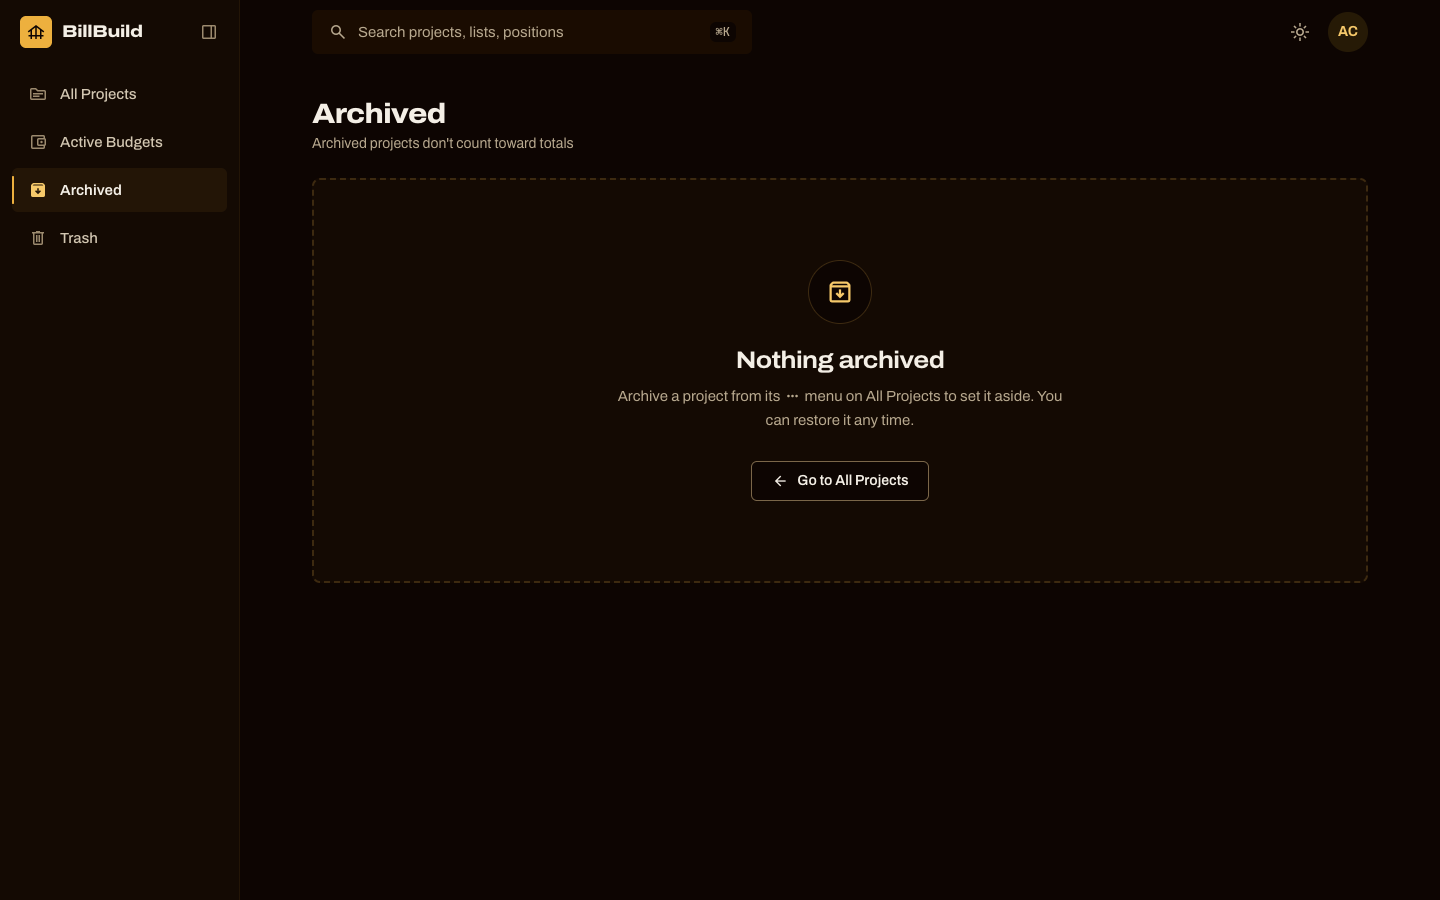 BillBuild
Search projects, lists, positions
⌘K
AC
All Projects
Active Budgets
Archived
Trash
Archived
Archived projects don't count toward totals
Nothing archived
Archive a project from its ··· menu on All Projects to set it aside. You
can restore it any time.
Go to All Projects